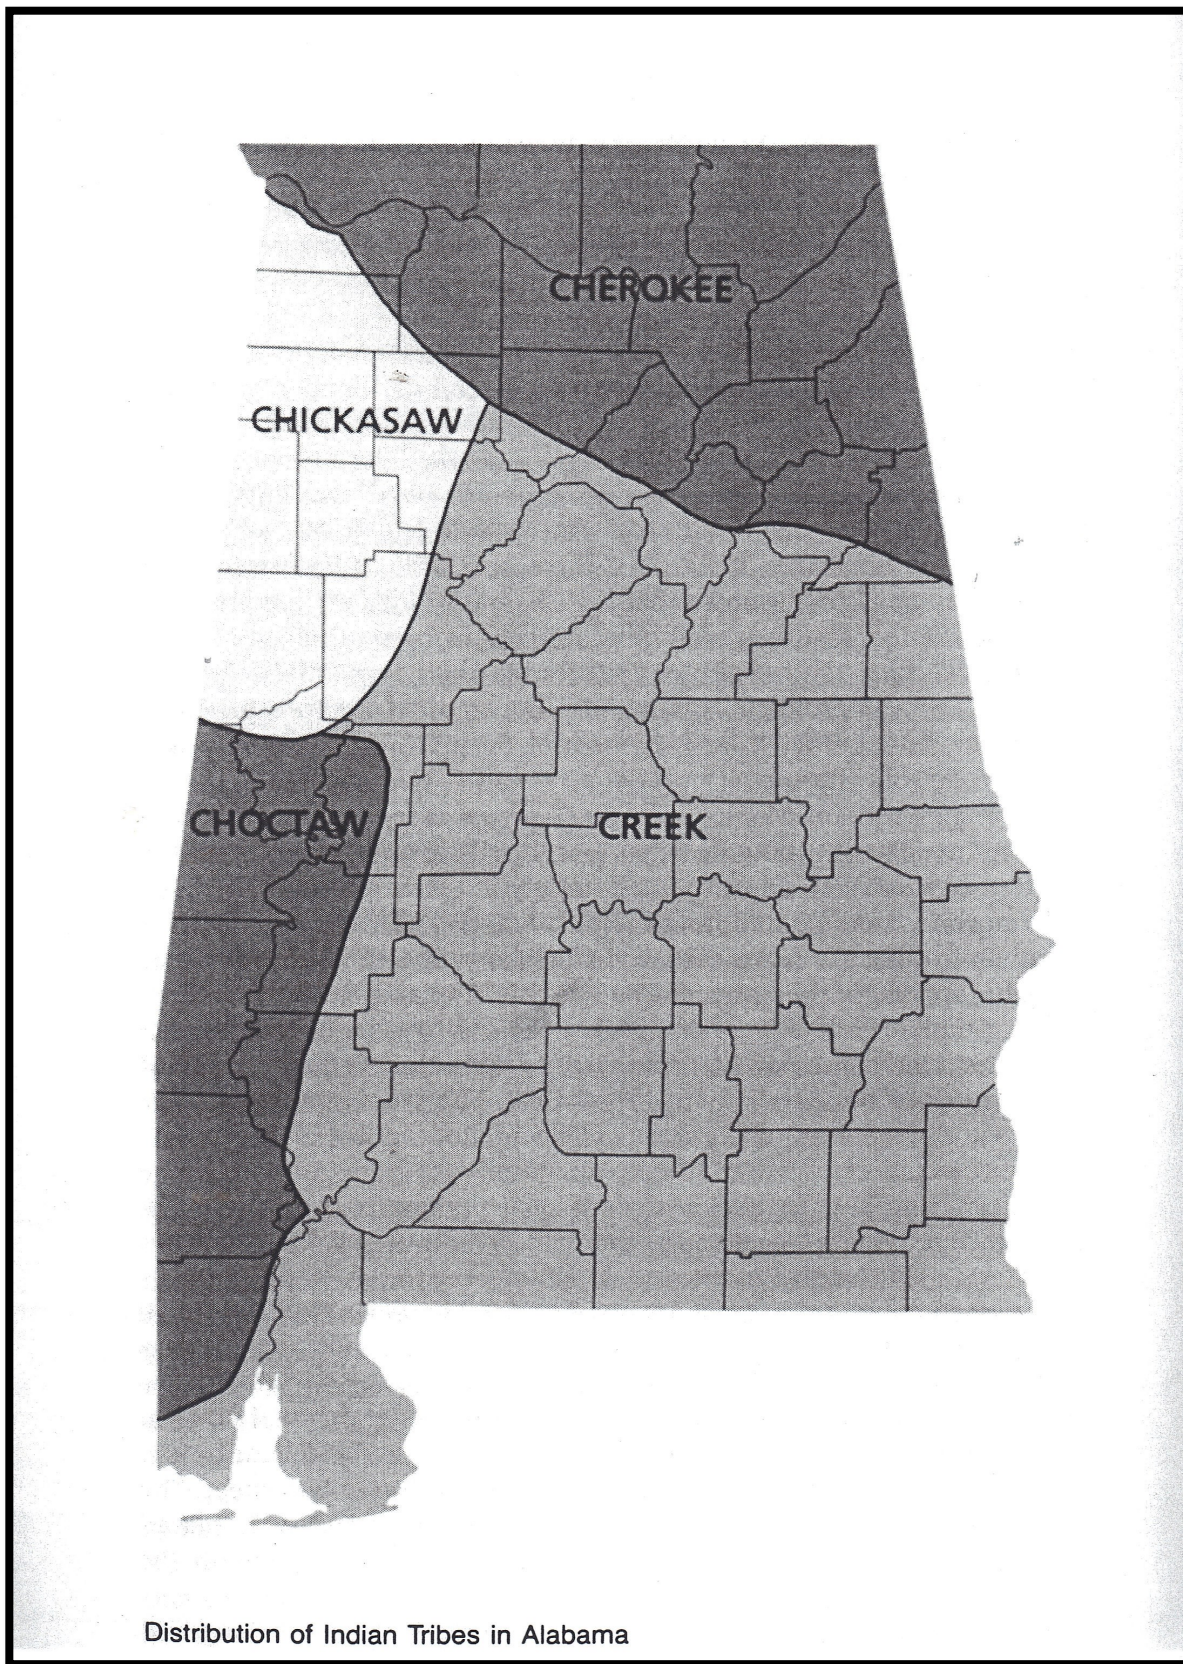 CHEROKEE
CHICKASAW
CHOCTAW
CREEK
Distribution of Indian Tribes in Alabama